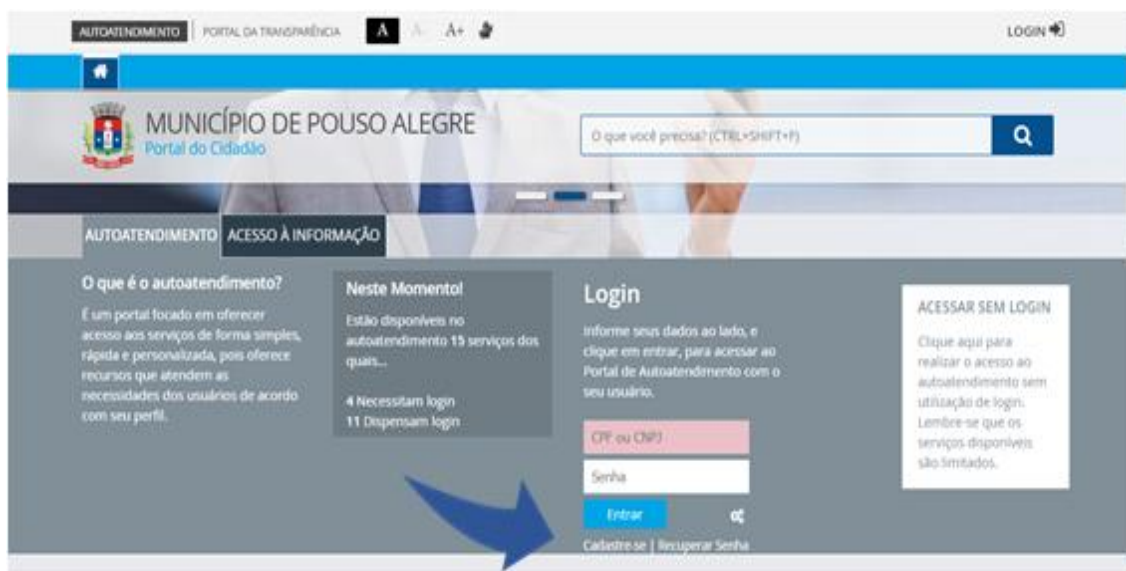 AUTOATENDIMENTO PORTAL DA TRANSPARÊNCIA A A- A+ LOGIN
MUNICÍPIO DE POUSO ALEGRE
Portal do Cidadão
O que você precisa? (CTRL+SHIFT+F)
AUTOATENDIMENTO ACESSO À INFORMAÇÃO
O que é o autoatendimento?
É um portal focado em oferecer
acesso aos serviços de forma simples,
rápida e personalizada, pois oferece
recursos que atendem as
necessidades dos usuários de acordo
com seu perfil.
Neste Momento!
Estão disponíveis no
autoatendimento 15 serviços dos
quais...
4 Necessitam login
11 Dispensam login
Login
Informe seus dados ao lado, e
clique em entrar, para acessar ao
Portal de Autoatendimento com o
seu usuário.
CPF ou CNPJ
Senha
Entrar
Cadastre-se | Recuperar Senha
ACESSAR SEM LOGIN
Clique aqui para
realizar o acesso ao
autoatendimento sem
utilização de login.
Lembre-se que os
serviços disponíveis
são limitados.